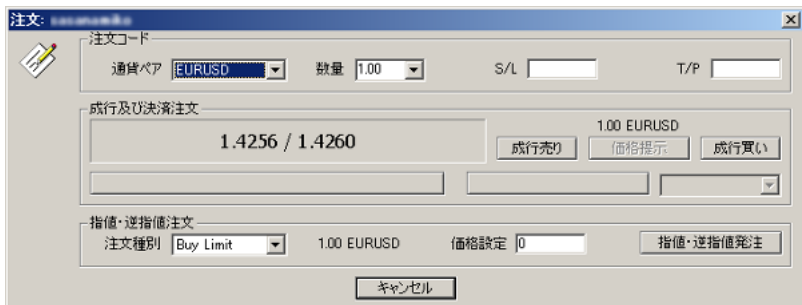 注文:
注文コード
通貨ペア EURUSD 数量 1.00 S/L T/P
成行及び決済注文
1.4256 / 1.4260
1.00 EURUSD
成行売り 価格提示 成行買い
指値・逆指値注文
注文種別 Buy Limit 1.00 EURUSD 価格設定 0 指値・逆指値発注
キャンセル